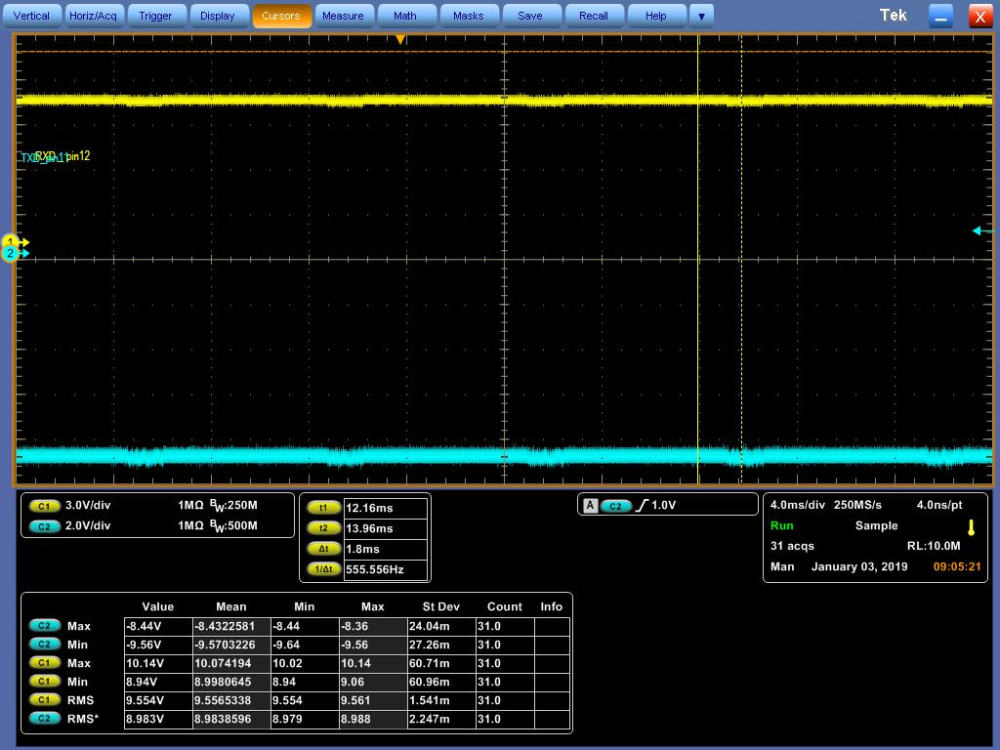 Vertical Horiz/Acq Trigger Display Cursors Measure Math Masks Save Recall Help Tek X
TXD_pin11 RXD_pin12
1
2
C1 3.0V/div 1MΩ BW:250M
C2 2.0V/div 1MΩ BW:500M
t1 12.16ms
t2 13.96ms
Δt 1.8ms
1/Δt 555.556Hz
A C2 1.0V
4.0ms/div 250MS/s 4.0ns/pt
Run Sample
31 acqs RL:10.0M
Man January 03, 2019 09:05:21
Value Mean Min Max St Dev Count Info
C2 Max -8.44V -8.4322581 -8.44 -8.36 24.04m 31.0
C2 Min -9.56V -9.5703226 -9.64 -9.56 27.26m 31.0
C1 Max 10.14V 10.074194 10.02 10.14 60.71m 31.0
C1 Min 8.94V 8.9980645 8.94 9.06 60.96m 31.0
C1 RMS 9.554V 9.5565338 9.554 9.561 1.541m 31.0
C2 RMS* 8.983V 8.9838596 8.979 8.988 2.247m 31.0